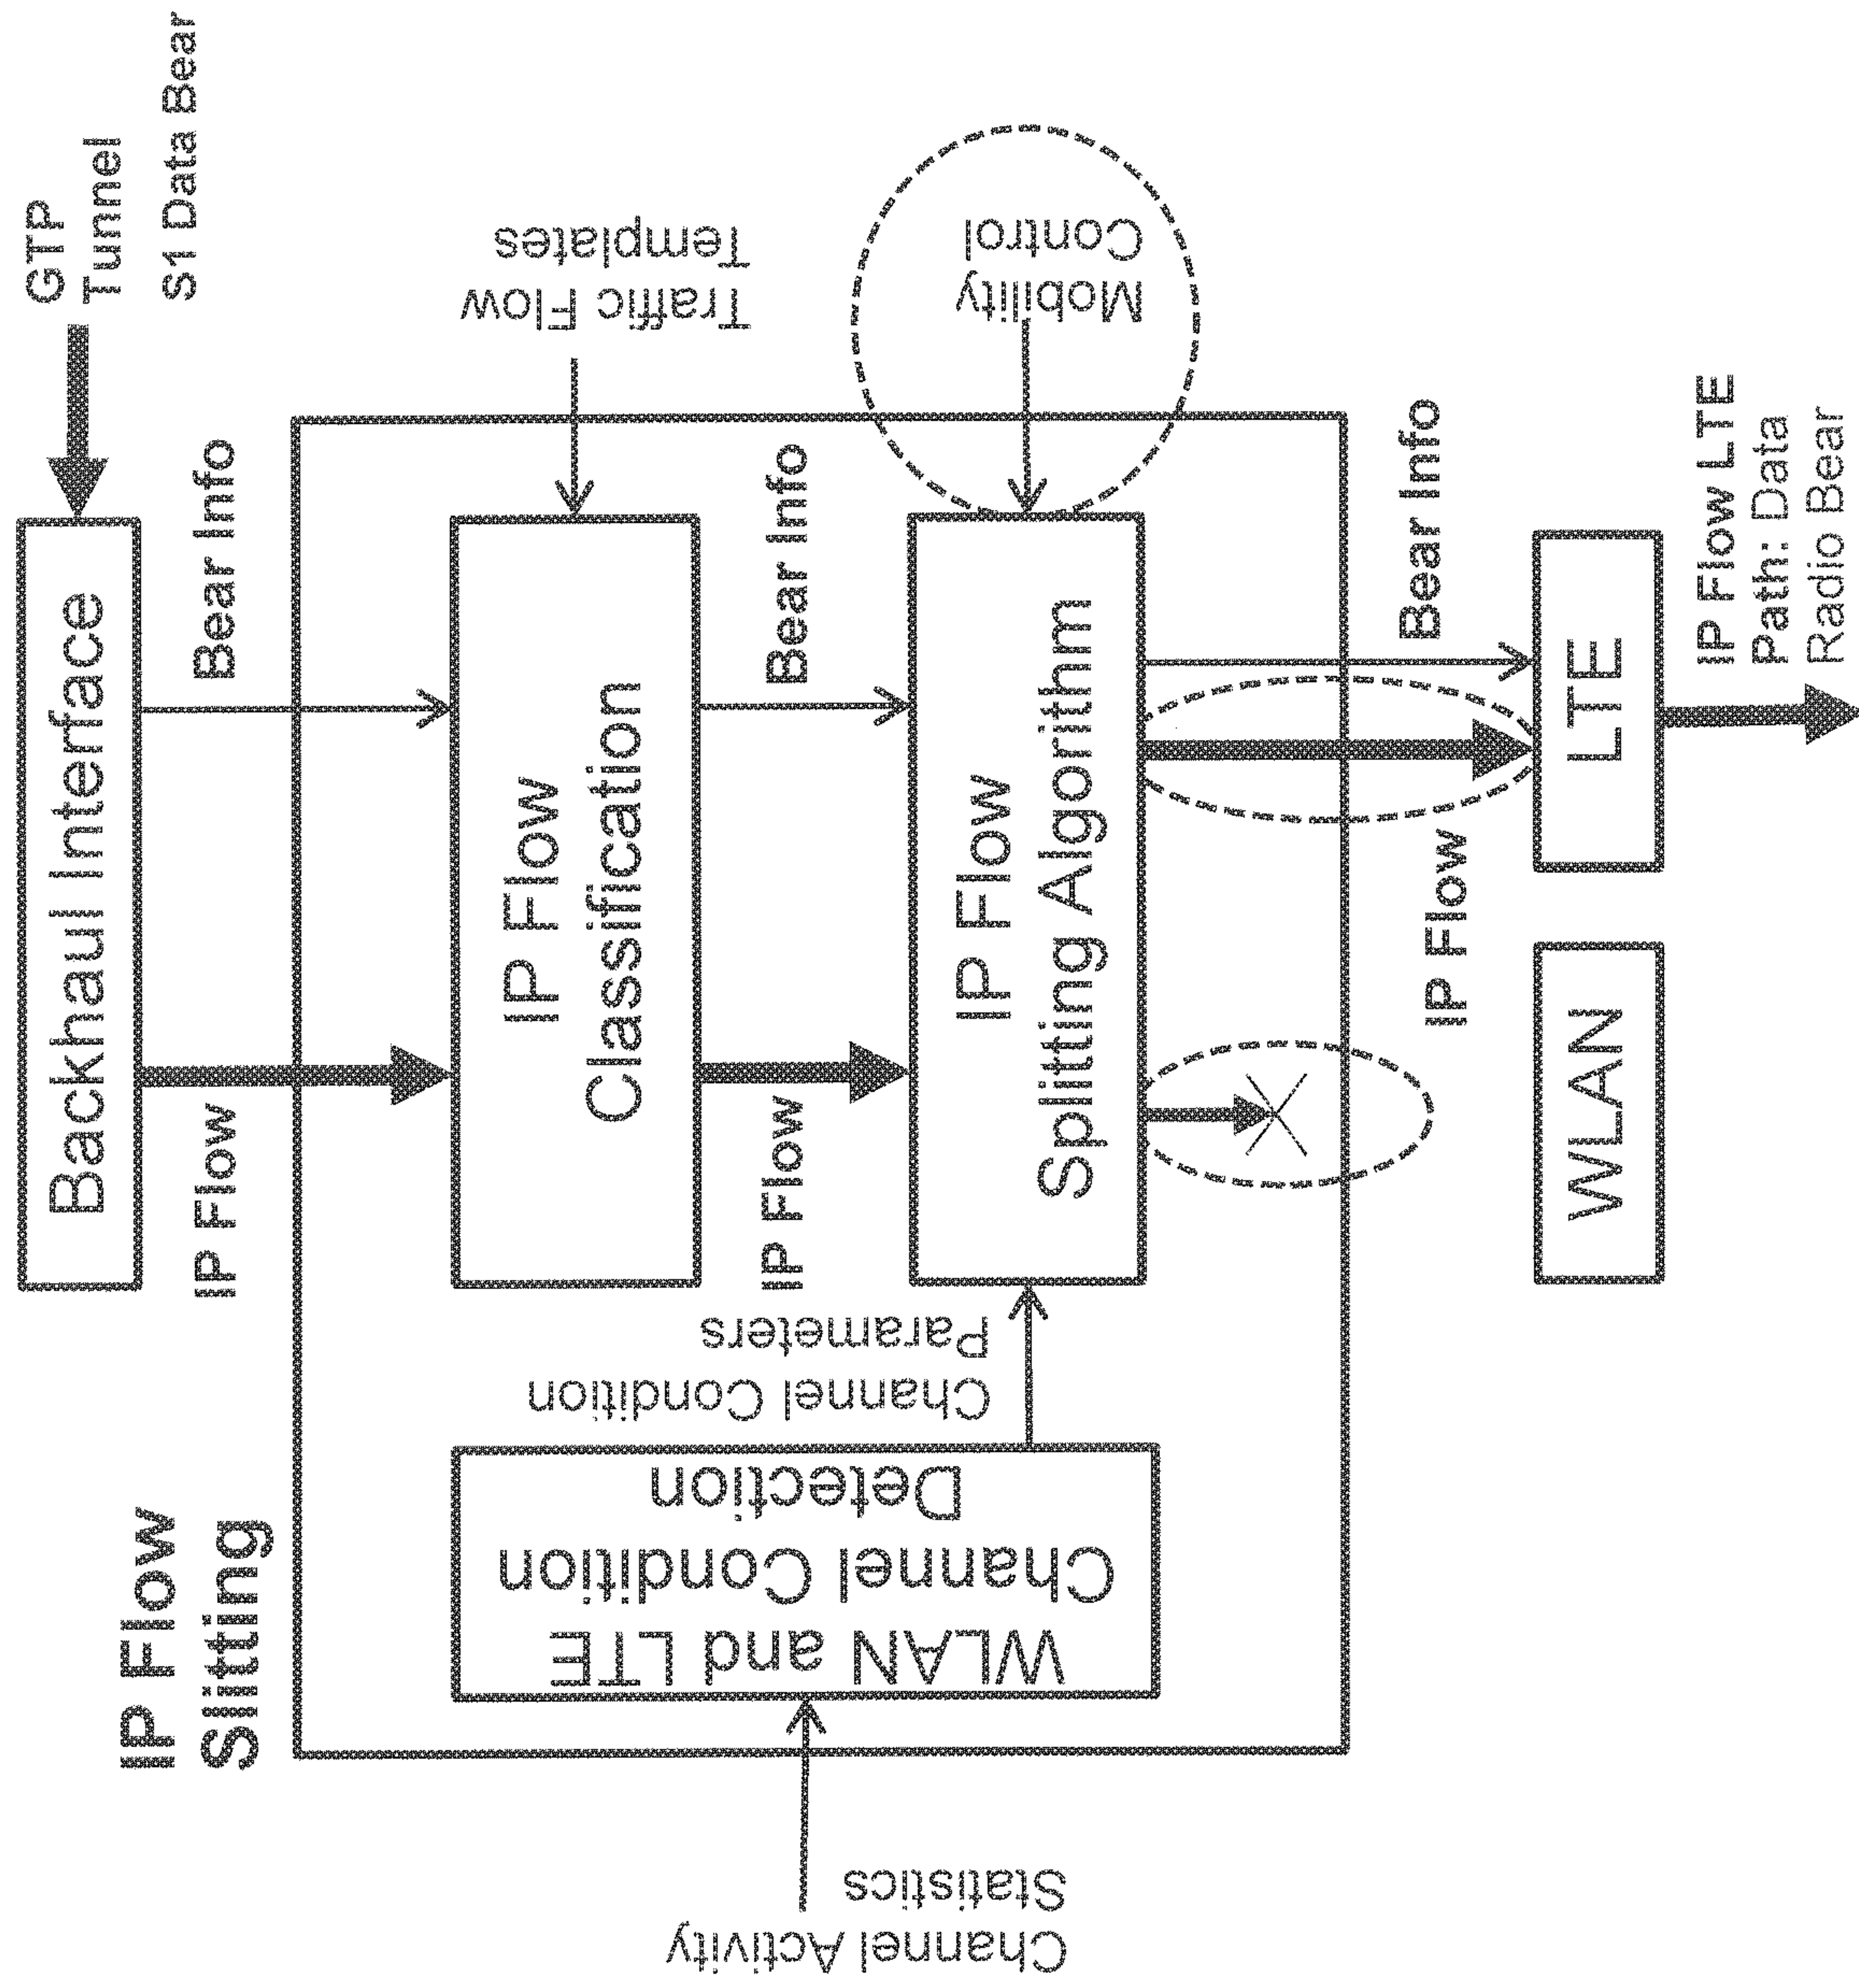 GTP
Tunnel
S1 Data Bear
Backhaul Interface
IP Flow
Bear Info
IP Flow
Slitting
IP Flow
Classification
Traffic Flow
Templates
IP Flow
Bear Info
WLAN and LTE
Channel Condition
Detection
Channel Activity
Statistics
Channel Condition
Parameters
IP Flow
Splitting Algorithm
Mobility
Control
IP Flow
Bear Info
WLAN
LTE
IP Flow LTE
Path: Data
Radio Bear